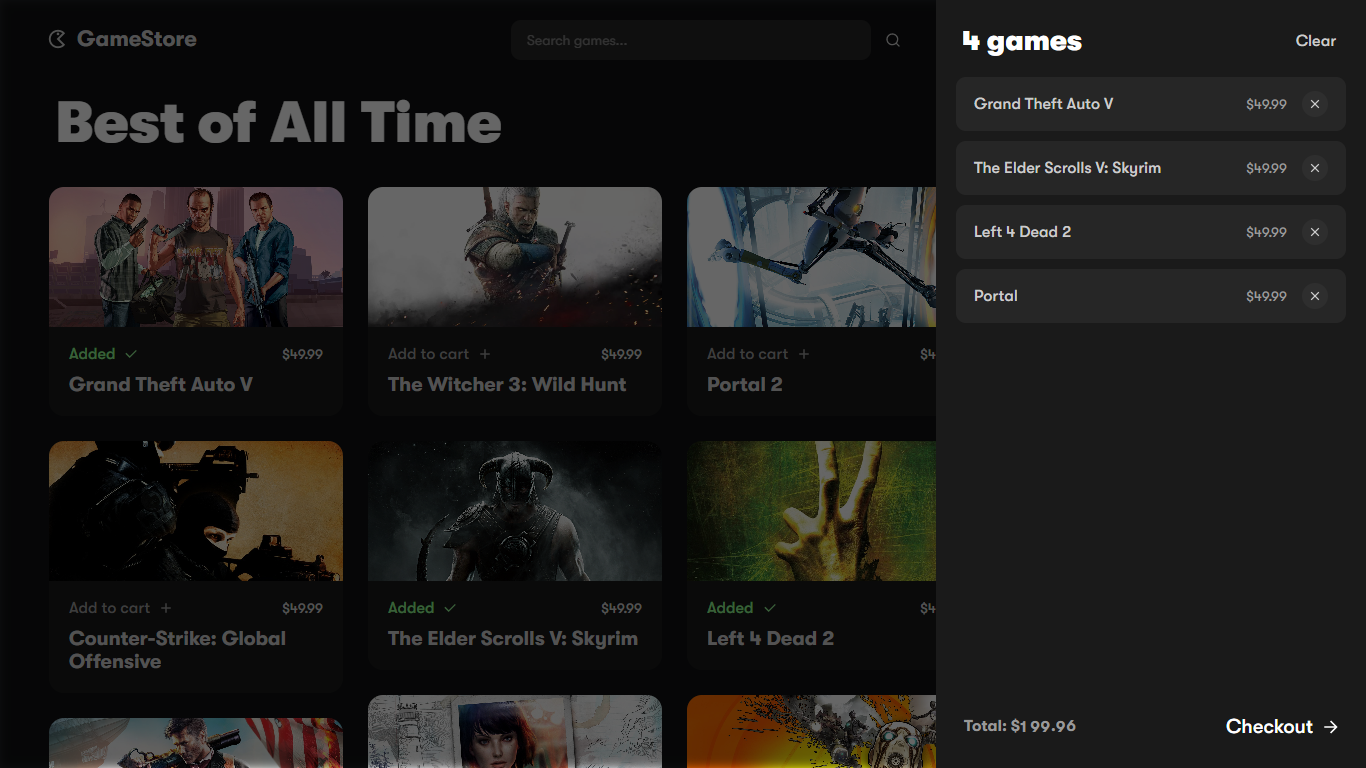 GameStore
Search games...
Best of All Time
Added $49.99
Grand Theft Auto V
Add to cart $49.99
The Witcher 3: Wild Hunt
Add to cart $4
Portal 2
Add to cart $49.99
Counter-Strike: Global
Offensive
Added $49.99
The Elder Scrolls V: Skyrim
Added $4
Left 4 Dead 2
4 games
Clear
Grand Theft Auto V $49.99
The Elder Scrolls V: Skyrim $49.99
Left 4 Dead 2 $49.99
Portal $49.99
Total: $199.96
Checkout